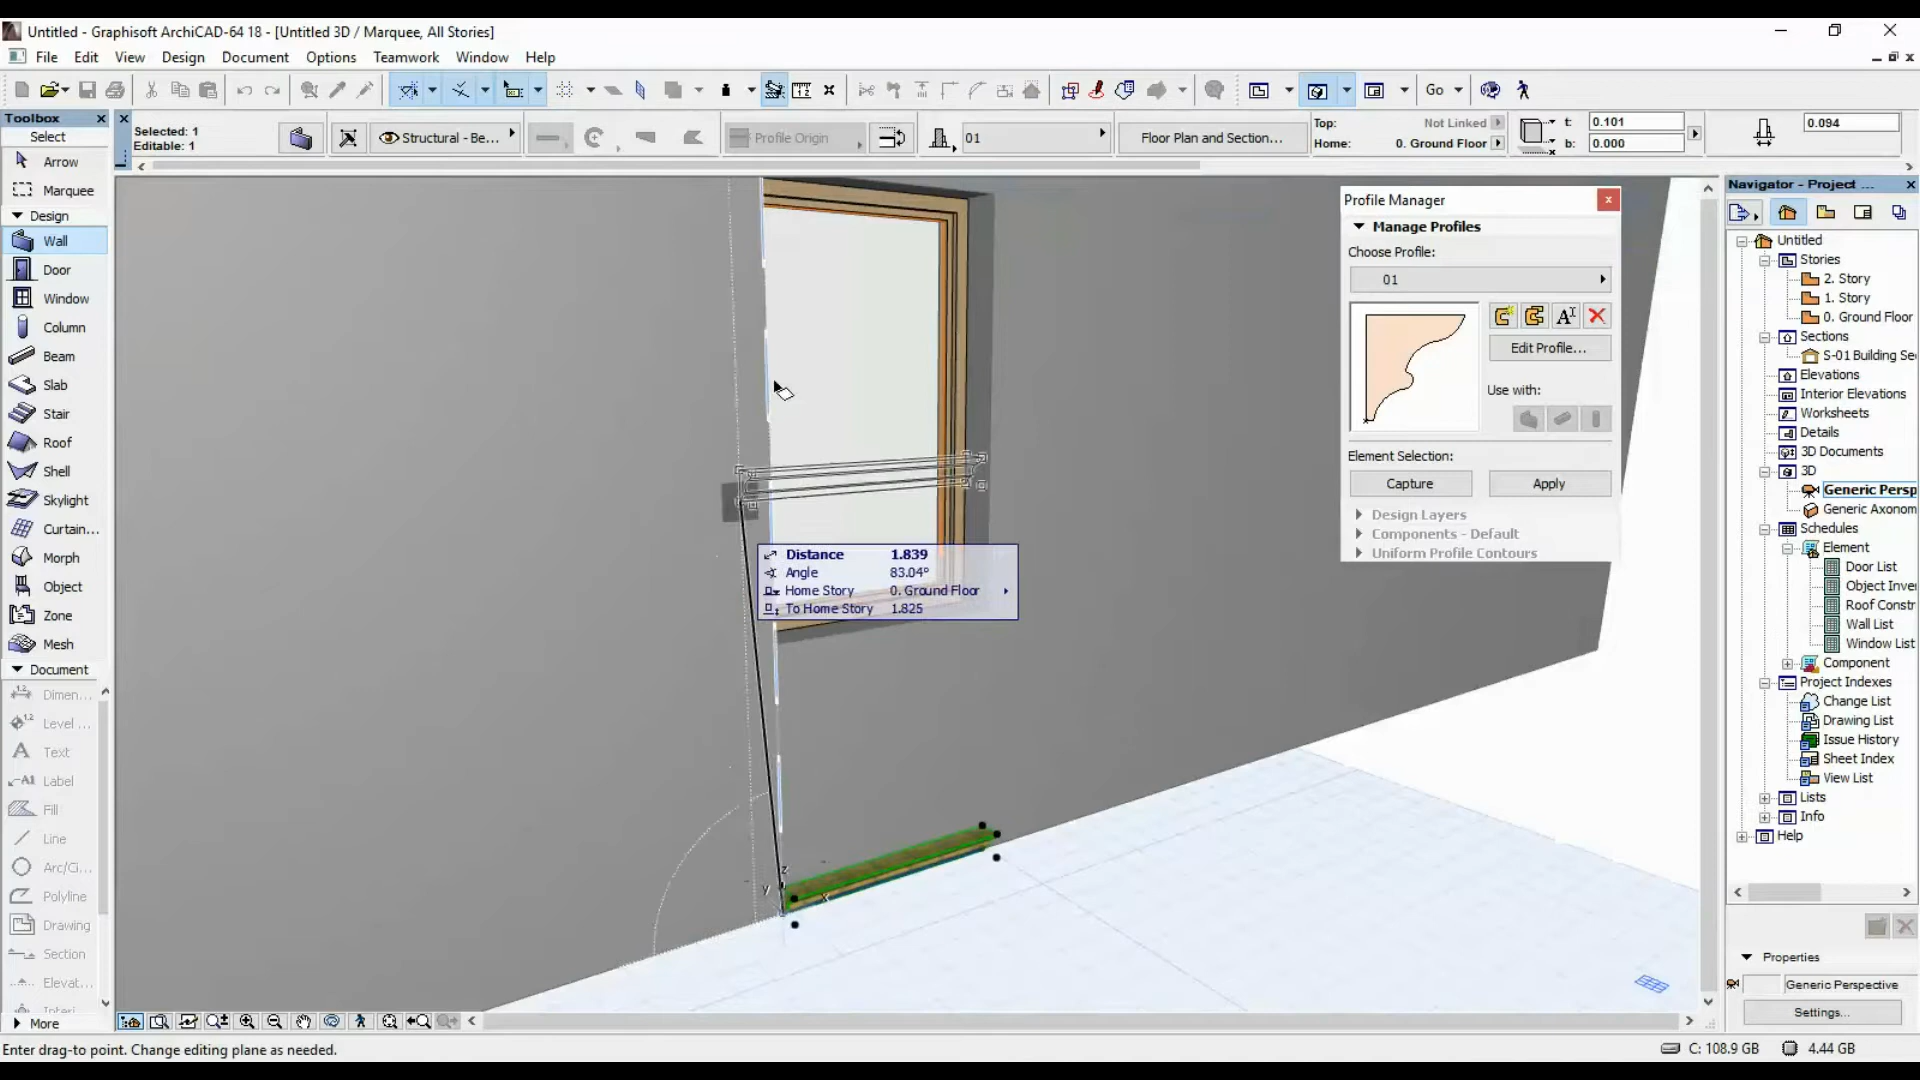 Untitled - Graphisoft ArchiCAD-64 18 - [Untitled 3D / Marquee, All Stories]
File Edit View Design Document Options Teamwork Window Help
Go
Toolbox
Select
Arrow
Marquee
Design
Wall
Door
Window
Column
Beam
Slab
Stair
Roof
Shell
Skylight
Curtain...
Morph
Object
Zone
Mesh
Document
Dimen...
Level ...
Text
Label
Fill
Line
Arc/Ci...
Polyline
Drawing
Section
Elevat...
Interi...
More
Selected: 1
Editable: 1
Structural - Be...
Profile Origin
01
Floor Plan and Section...
Top: Not Linked
Home: 0. Ground Floor
t: 0.101
b: 0.000
0.094
Profile Manager
Manage Profiles
Choose Profile:
01
Edit Profile...
Use with:
Element Selection:
Capture Apply
Design Layers
Components - Default
Uniform Profile Contours
Distance 1.839
Angle 83.04°
Home Story 0. Ground Floor
To Home Story 1.825
z
y
x
Navigator - Project ...
Untitled
Stories
2. Story
1. Story
0. Ground Floor
Sections
S-01 Building Se
Elevations
Interior Elevations
Worksheets
Details
3D Documents
3D
Generic Persp
Generic Axonom
Schedules
Element
Door List
Object Inve
Roof Constr
Wall List
Window List
Component
Project Indexes
Change List
Drawing List
Issue History
Sheet Index
View List
Lists
Info
Help
Properties
Generic Perspective
Settings...
Enter drag-to point. Change editing plane as needed.
C: 108.9 GB 4.44 GB